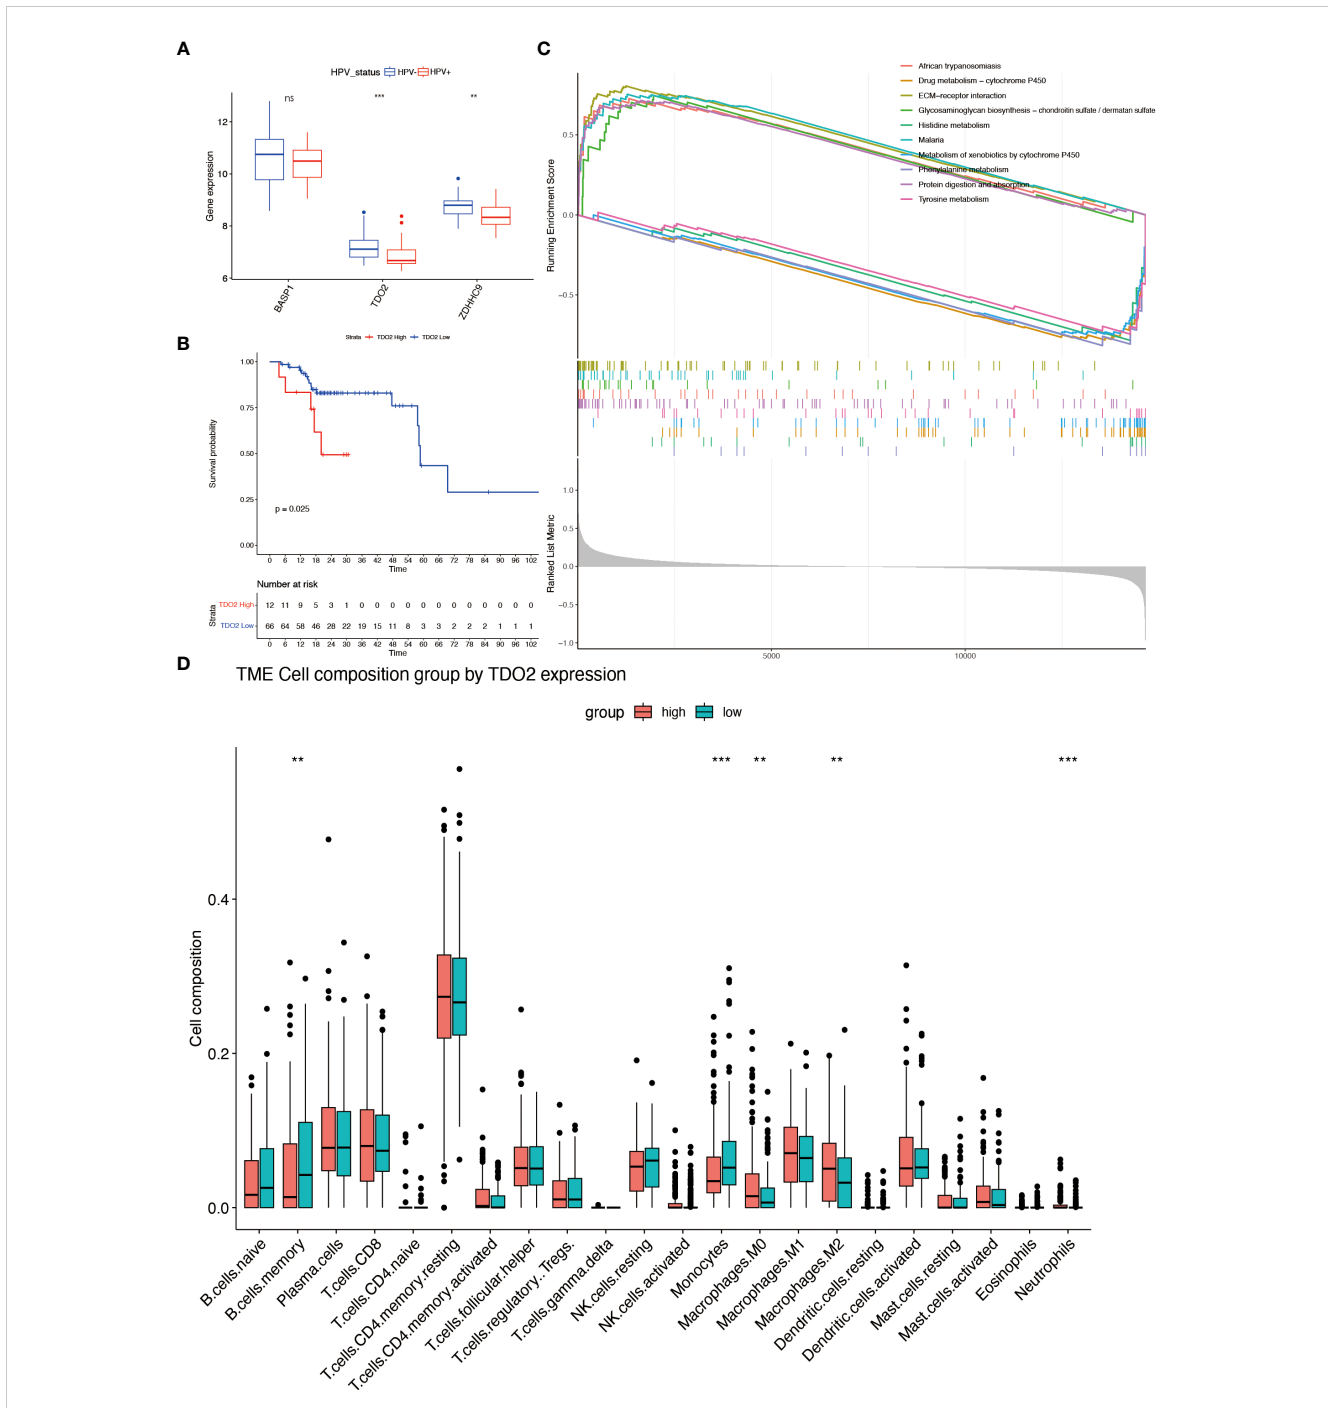 A
HPV_status HPV- HPV+
ns *** **
12
10
8
6
Gene expression
BASP1 TDO2 ZDHHC9
B
Strata TDO2 High TDO2 Low
1.00
0.75
0.50
0.25
0.00
Survival probability
p = 0.025
0 6 12 18 24 30 36 42 48 54 60 66 72 78 84 90 96 102
Time
Number at risk
Strata
TDO2 High 12 11 9 5 3 1 0 0 0 0 0 0 0 0 0 0 0 0
TDO2 Low 66 64 58 46 28 22 19 15 11 8 3 3 2 2 2 1 1 1
0 6 12 18 24 30 36 42 48 54 60 66 72 78 84 90 96 102
Time
C
African trypanosomiasis
Drug metabolism − cytochrome P450
ECM−receptor interaction
Glycosaminoglycan biosynthesis − chondroitin sulfate / dermatan sulfate
Histidine metabolism
Malaria
Metabolism of xenobiotics by cytochrome P450
Phenylalanine metabolism
Protein digestion and absorption
Tyrosine metabolism
0.5
0.0
−0.5
Running Enrichment Score
1.0
0.5
0.0
−0.5
−1.0
Ranked List Metric
5000 10000
D
TME Cell composition group by TDO2 expression
group high low
** *** ** ** ***
0.4
0.2
0.0
Cell composition
B.cells.naive
B.cells.memory
Plasma.cells
T.cells.CD8
T.cells.CD4.naive
T.cells.CD4.memory.resting
T.cells.CD4.memory.activated
T.cells.follicular.helper
T.cells.regulatory..Tregs.
T.cells.gamma.delta
NK.cells.resting
NK.cells.activated
Monocytes
Macrophages.M0
Macrophages.M1
Macrophages.M2
Dendritic.cells.resting
Dendritic.cells.activated
Mast.cells.resting
Mast.cells.activated
Eosinophils
Neutrophils